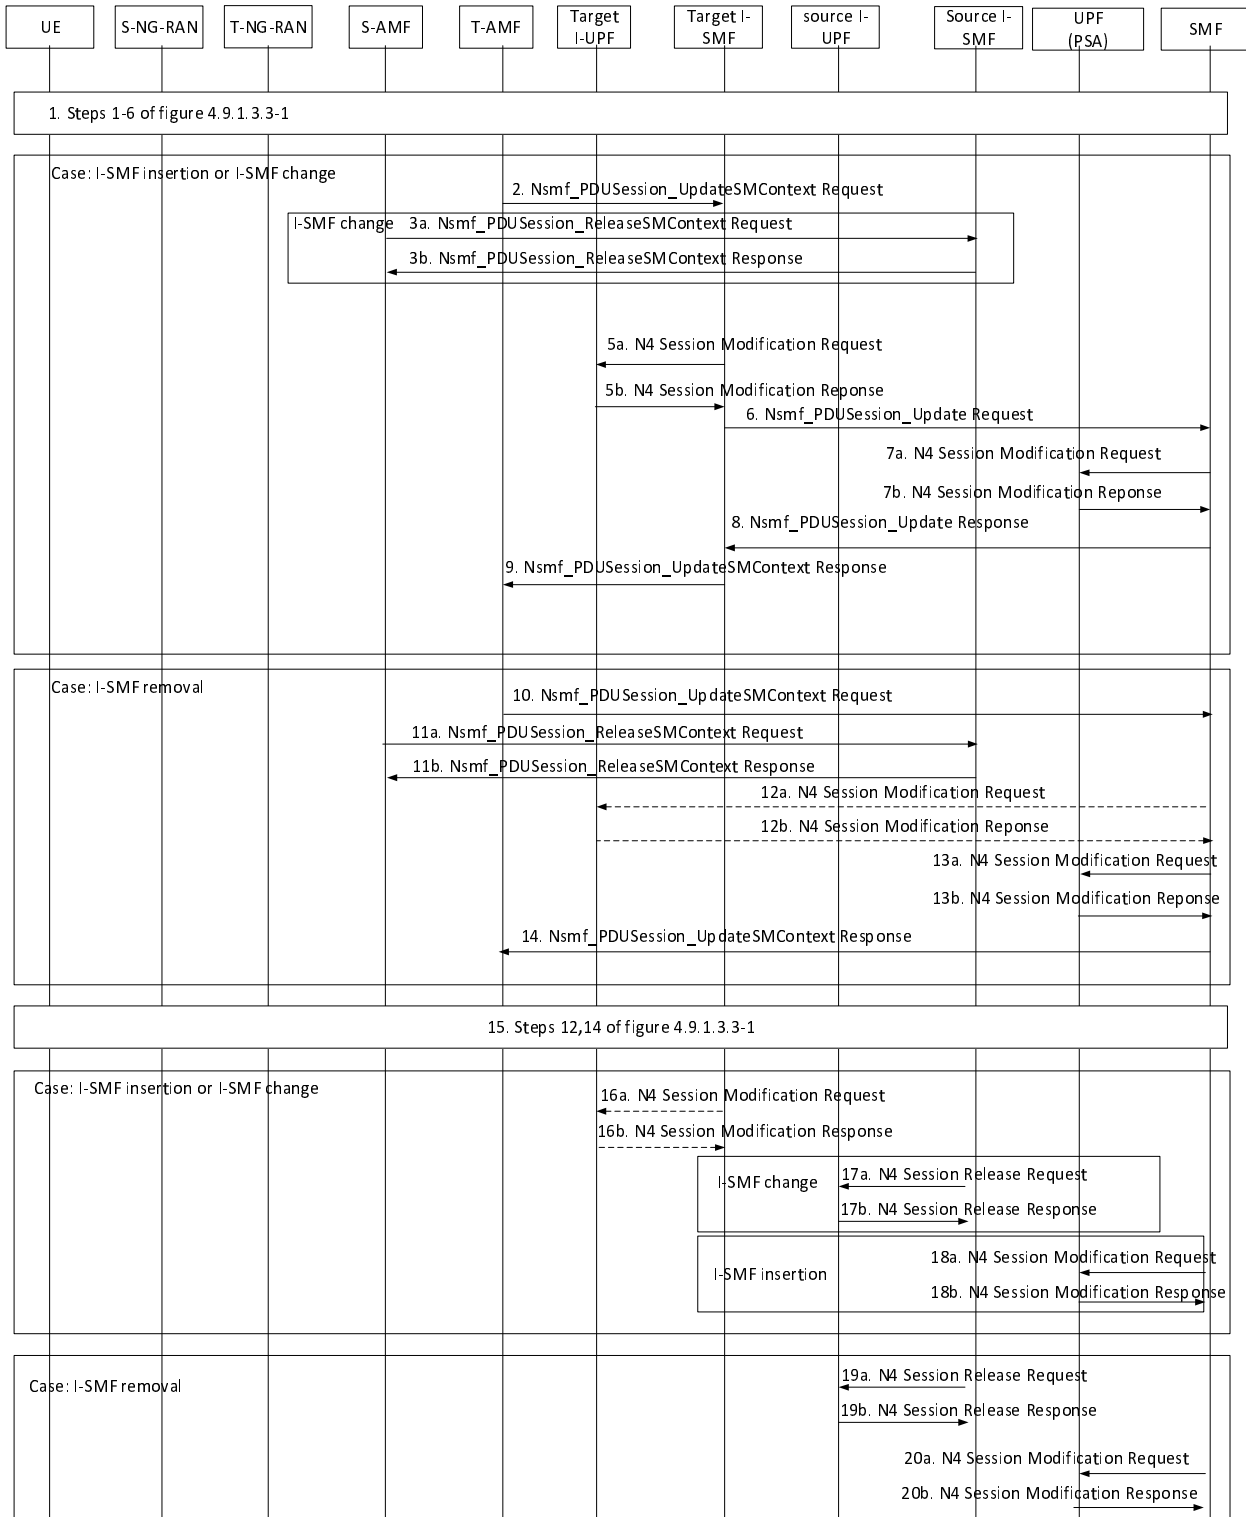 UE
S-NG-RAN
T-NG-RAN
S-AMF
T-AMF
Target
I-UPF
Target I-
SMF
source I-
UPF
Source I-
SMF
UPF
(PSA)
SMF
1. Steps 1-6 of figure 4.9.1.3.3-1
Case: I-SMF insertion or I-SMF change
2. Nsmf_PDUSession_UpdateSMContext Request
I-SMF change
3a. Nsmf_PDUSession_ReleaseSMContext Request
3b. Nsmf_PDUSession_ReleaseSMContext Response
5a. N4 Session Modification Request
5b. N4 Session Modification Reponse
6. Nsmf_PDUSession_Update Request
7a. N4 Session Modification Request
7b. N4 Session Modification Reponse
8. Nsmf_PDUSession_Update Response
9. Nsmf_PDUSession_UpdateSMContext Response
Case: I-SMF removal
10. Nsmf_PDUSession_UpdateSMContext Request
11a. Nsmf_PDUSession_ReleaseSMContext Request
11b. Nsmf_PDUSession_ReleaseSMContext Response
12a. N4 Session Modification Request
12b. N4 Session Modification Reponse
13a. N4 Session Modification Request
13b. N4 Session Modification Reponse
14. Nsmf_PDUSession_UpdateSMContext Response
15. Steps 12,14 of figure 4.9.1.3.3-1
Case: I-SMF insertion or I-SMF change
16a. N4 Session Modification Request
16b. N4 Session Modification Response
I-SMF change
17a. N4 Session Release Request
17b. N4 Session Release Response
I-SMF insertion
18a. N4 Session Modification Request
18b. N4 Session Modification Response
Case: I-SMF removal
19a. N4 Session Release Request
19b. N4 Session Release Response
20a. N4 Session Modification Request
20b. N4 Session Modification Response